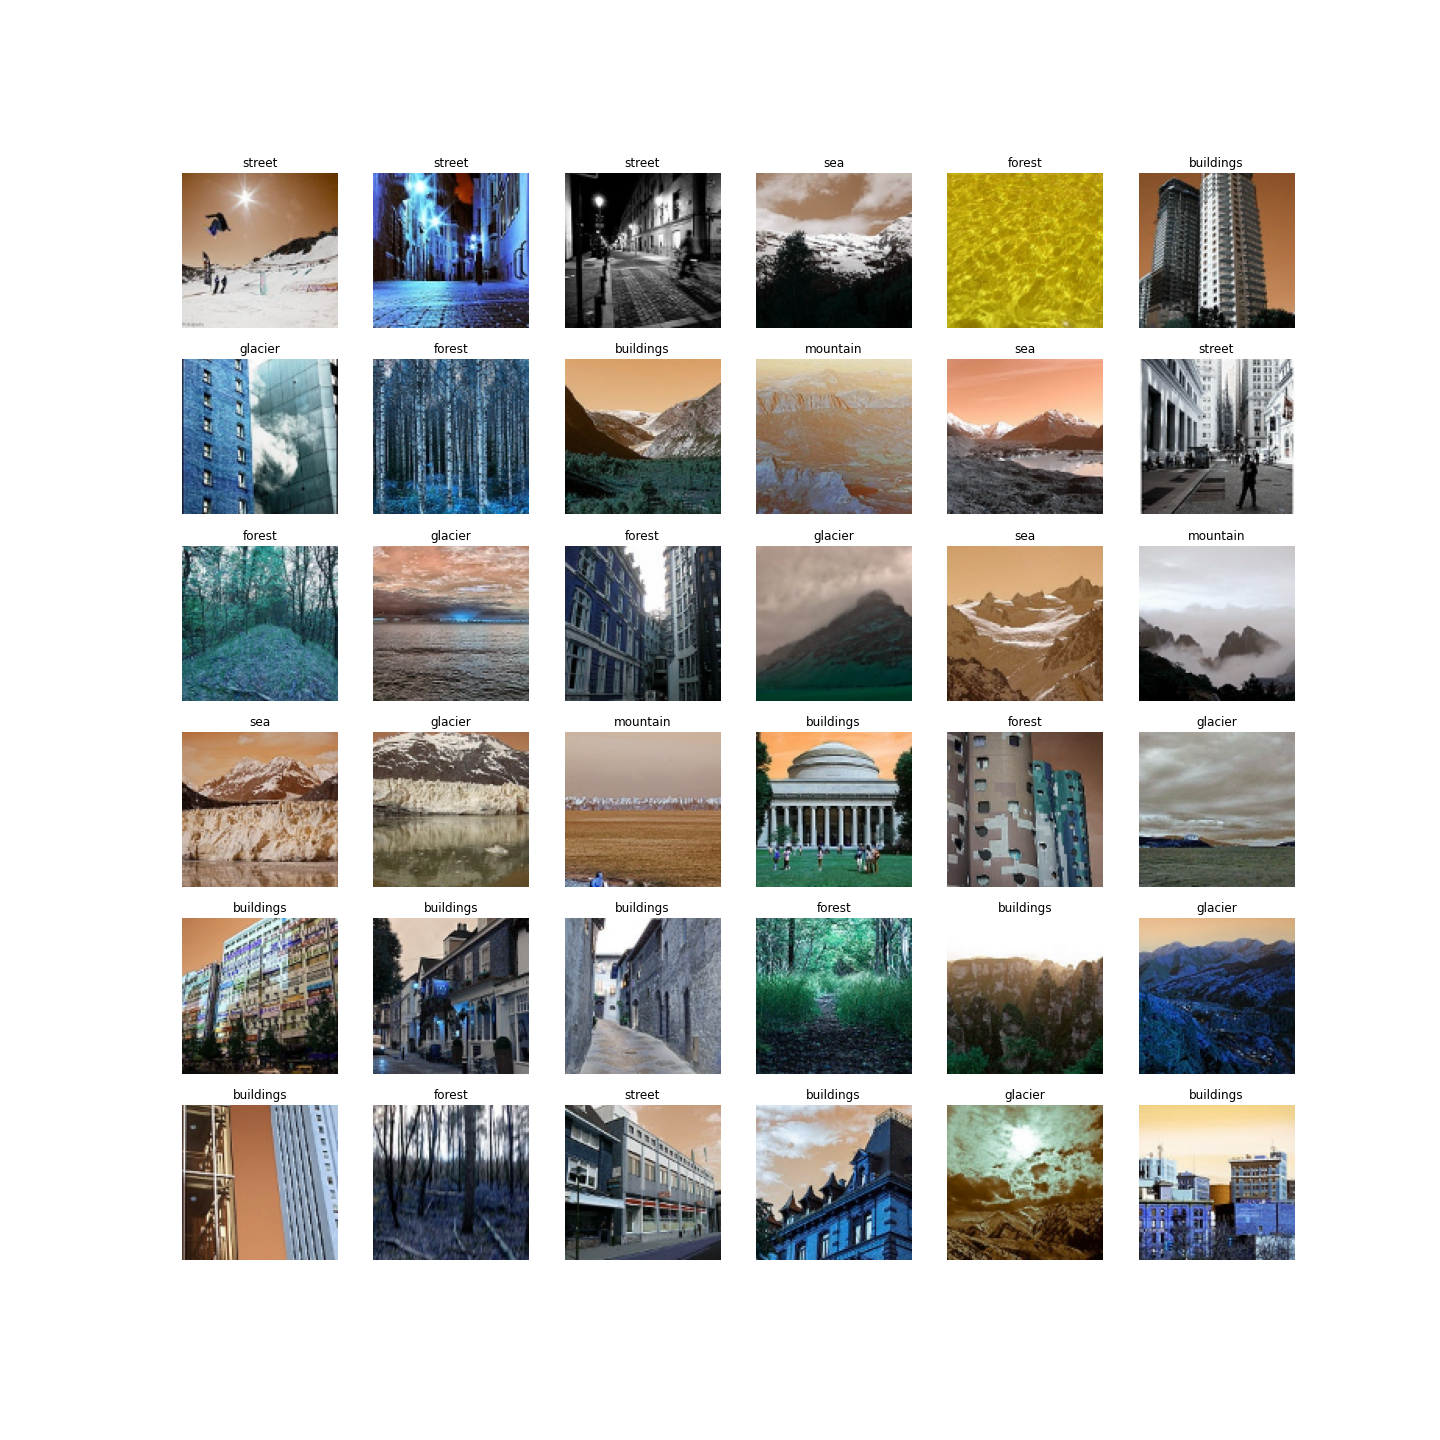 street street street sea forest buildings
glacier forest buildings mountain sea street
forest glacier forest glacier sea mountain
sea glacier mountain buildings forest glacier
buildings buildings buildings forest buildings glacier
buildings forest street buildings glacier buildings